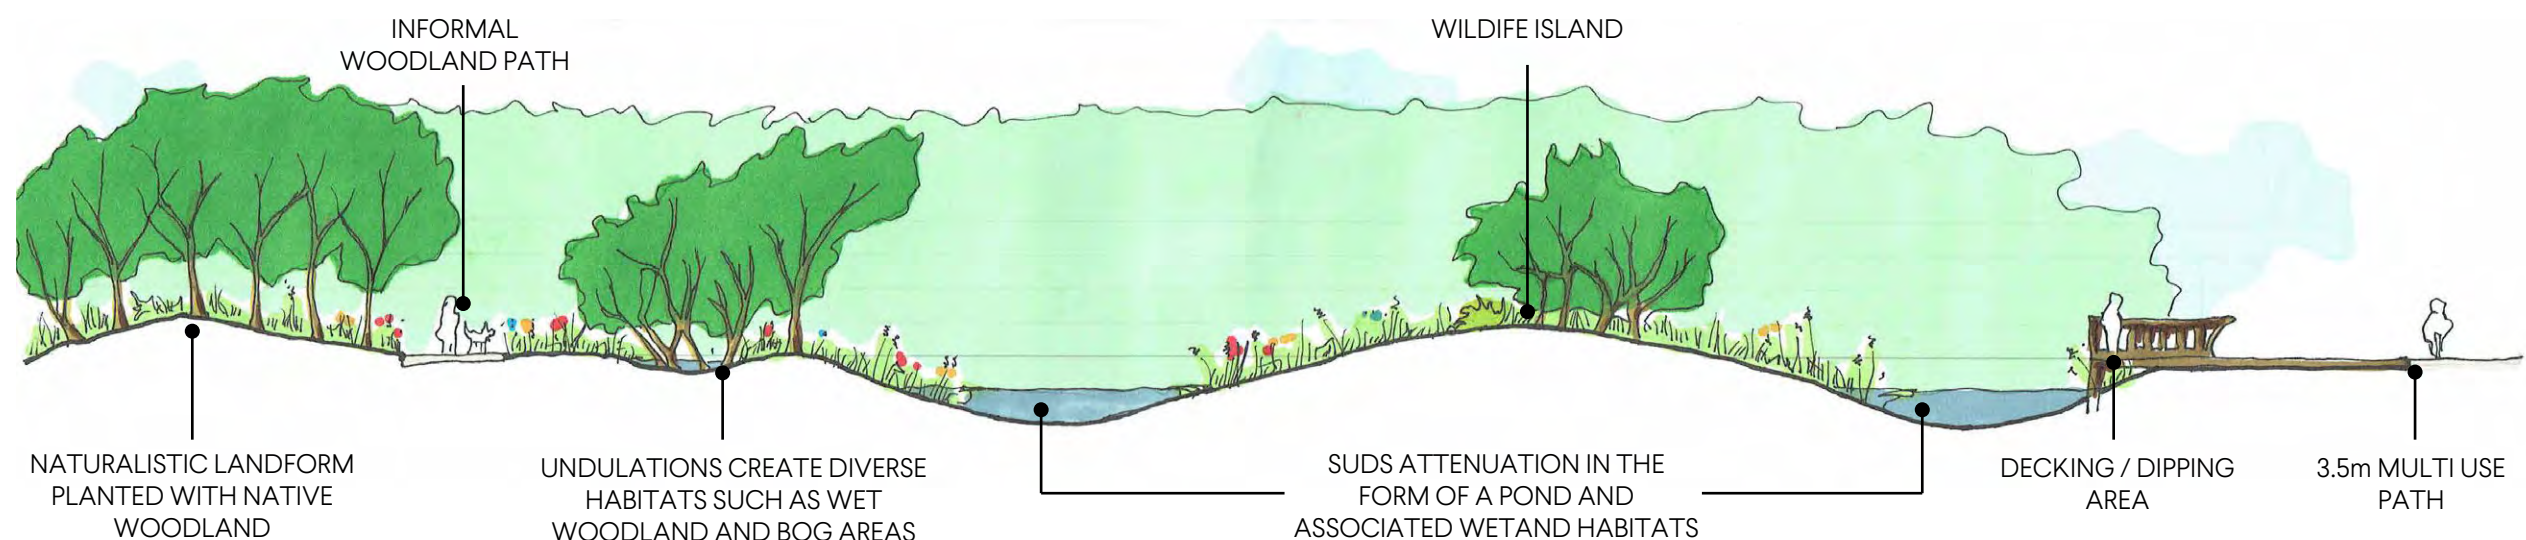 INFORMAL
WOODLAND PATH
WILDIFE ISLAND
NATURALISTIC LANDFORM
PLANTED WITH NATIVE
WOODLAND
UNDULATIONS CREATE DIVERSE
HABITATS SUCH AS WET
WOODLAND AND BOG AREAS
SUDS ATTENUATION IN THE
FORM OF A POND AND
ASSOCIATED WETAND HABITATS
DECKING / DIPPING
AREA
3.5m MULTI USE
PATH